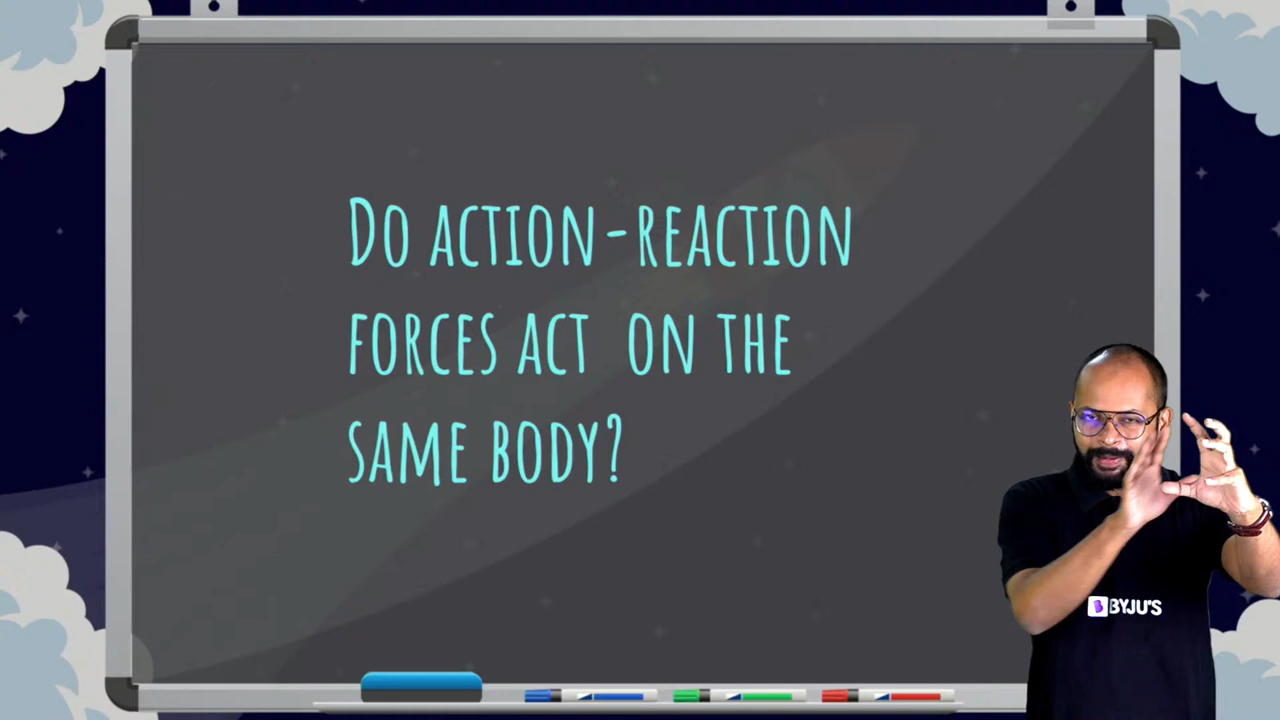 DO ACTION-REACTION
FORCES ACT ON THE
SAME BODY?
BYJU'S